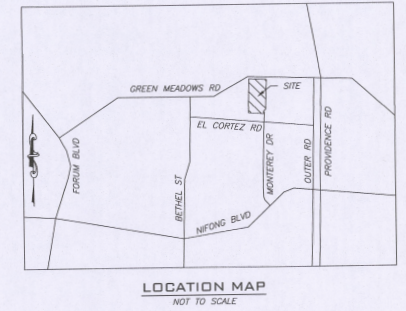 GREEN MEADOWS RD
SITE
EL CORTEZ RD
FORUM BLVD
BETHEL ST
MONTEREY DR
OUTER RD
PROVIDENCE RD
NIFONG BLVD
LOCATION MAP
NOT TO SCALE